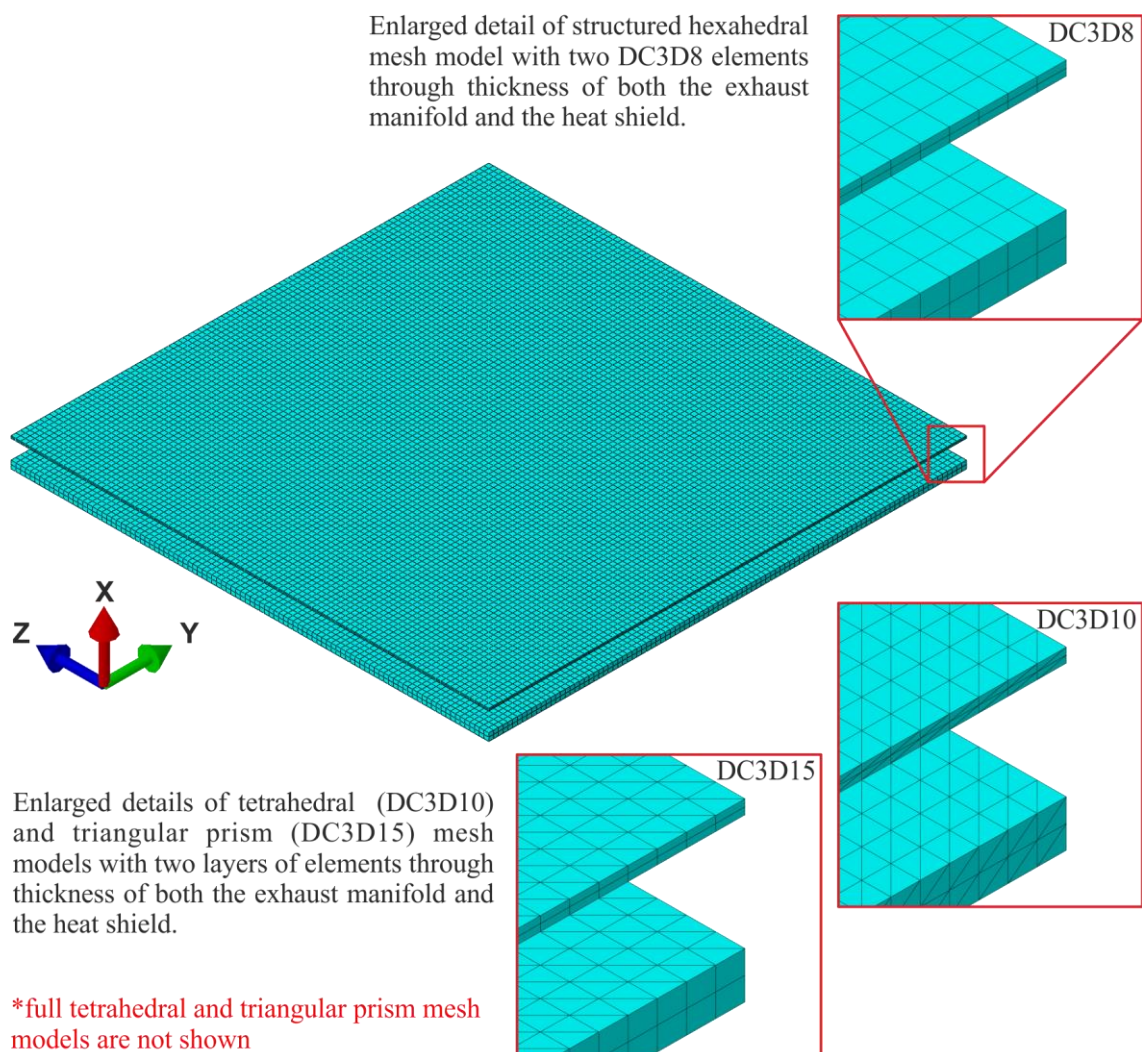 Enlarged detail of structured hexahedral
mesh model with two DC3D8 elements
through thickness of both the exhaust
manifold and the heat shield.
DC3D8
X
Z
Y
DC3D10
DC3D15
Enlarged details of tetrahedral (DC3D10)
and triangular prism (DC3D15) mesh
models with two layers of elements through
thickness of both the exhaust manifold and
the heat shield.
*full tetrahedral and triangular prism mesh
models are not shown